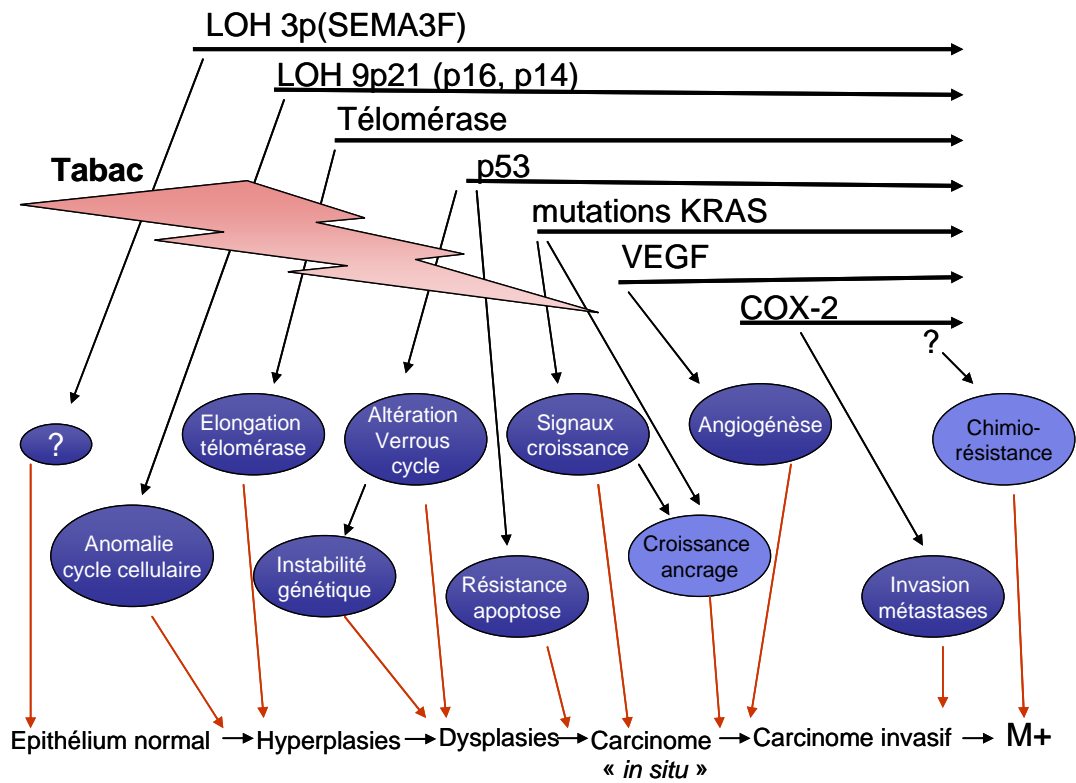 LOH 3p(SEMA3F)
LOH 9p21 (p16, p14)
Télomérase
Tabac
p53
mutations KRAS
VEGF
COX-2
?
?
Elongation
télomérase
Altération
Verrous
cycle
Signaux
croissance
Angiogénèse
Chimio-
résistance
Anomalie
cycle cellulaire
Instabilité
génétique
Résistance
apoptose
Croissance
ancrage
Invasion
métastases
Epithélium normal
Hyperplasies
Dysplasies
Carcinome
« in situ »
Carcinome invasif
M+